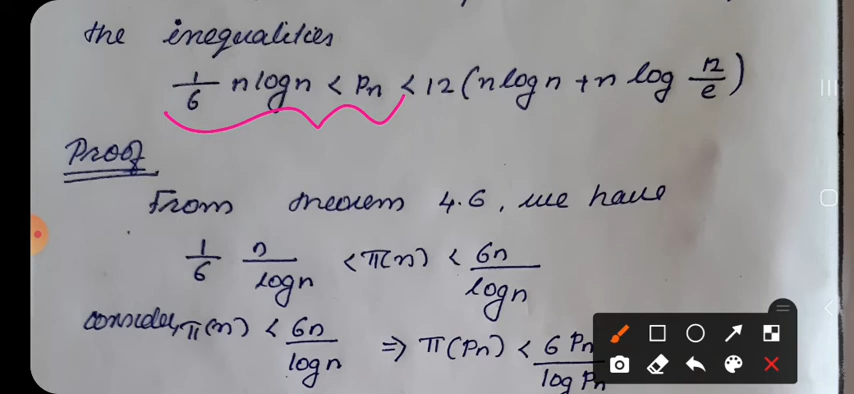 the inequalities
1/6 n log n < Pn < 12 (n log n + n log n/e)
Proof
From theorem 4.6, we have
1/6 n/log n < π(n) < 6n/log n
consider, π(n) < 6n/log n ⇒ π(Pn) < 6 Pn/log Pn